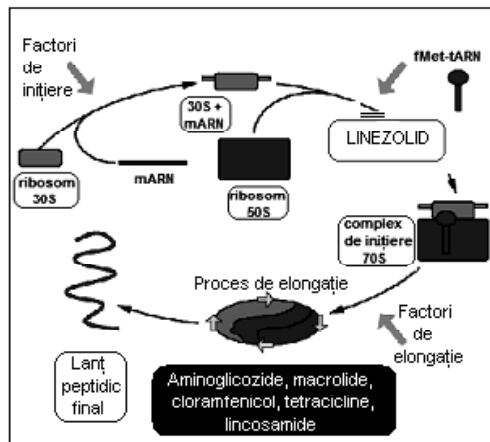 Factori
de
inițiere
fMet-tARN
30S +
mARN
LINEZOLID
ribosom
30S
mARN
ribosom
50S
complex
de inițiere
70S
Proces de elongație
Factori
de
elongație
Lanț
peptidic
final
Aminoglicozide, macrolide,
cloramfenicol, tetracicline,
lincosamide